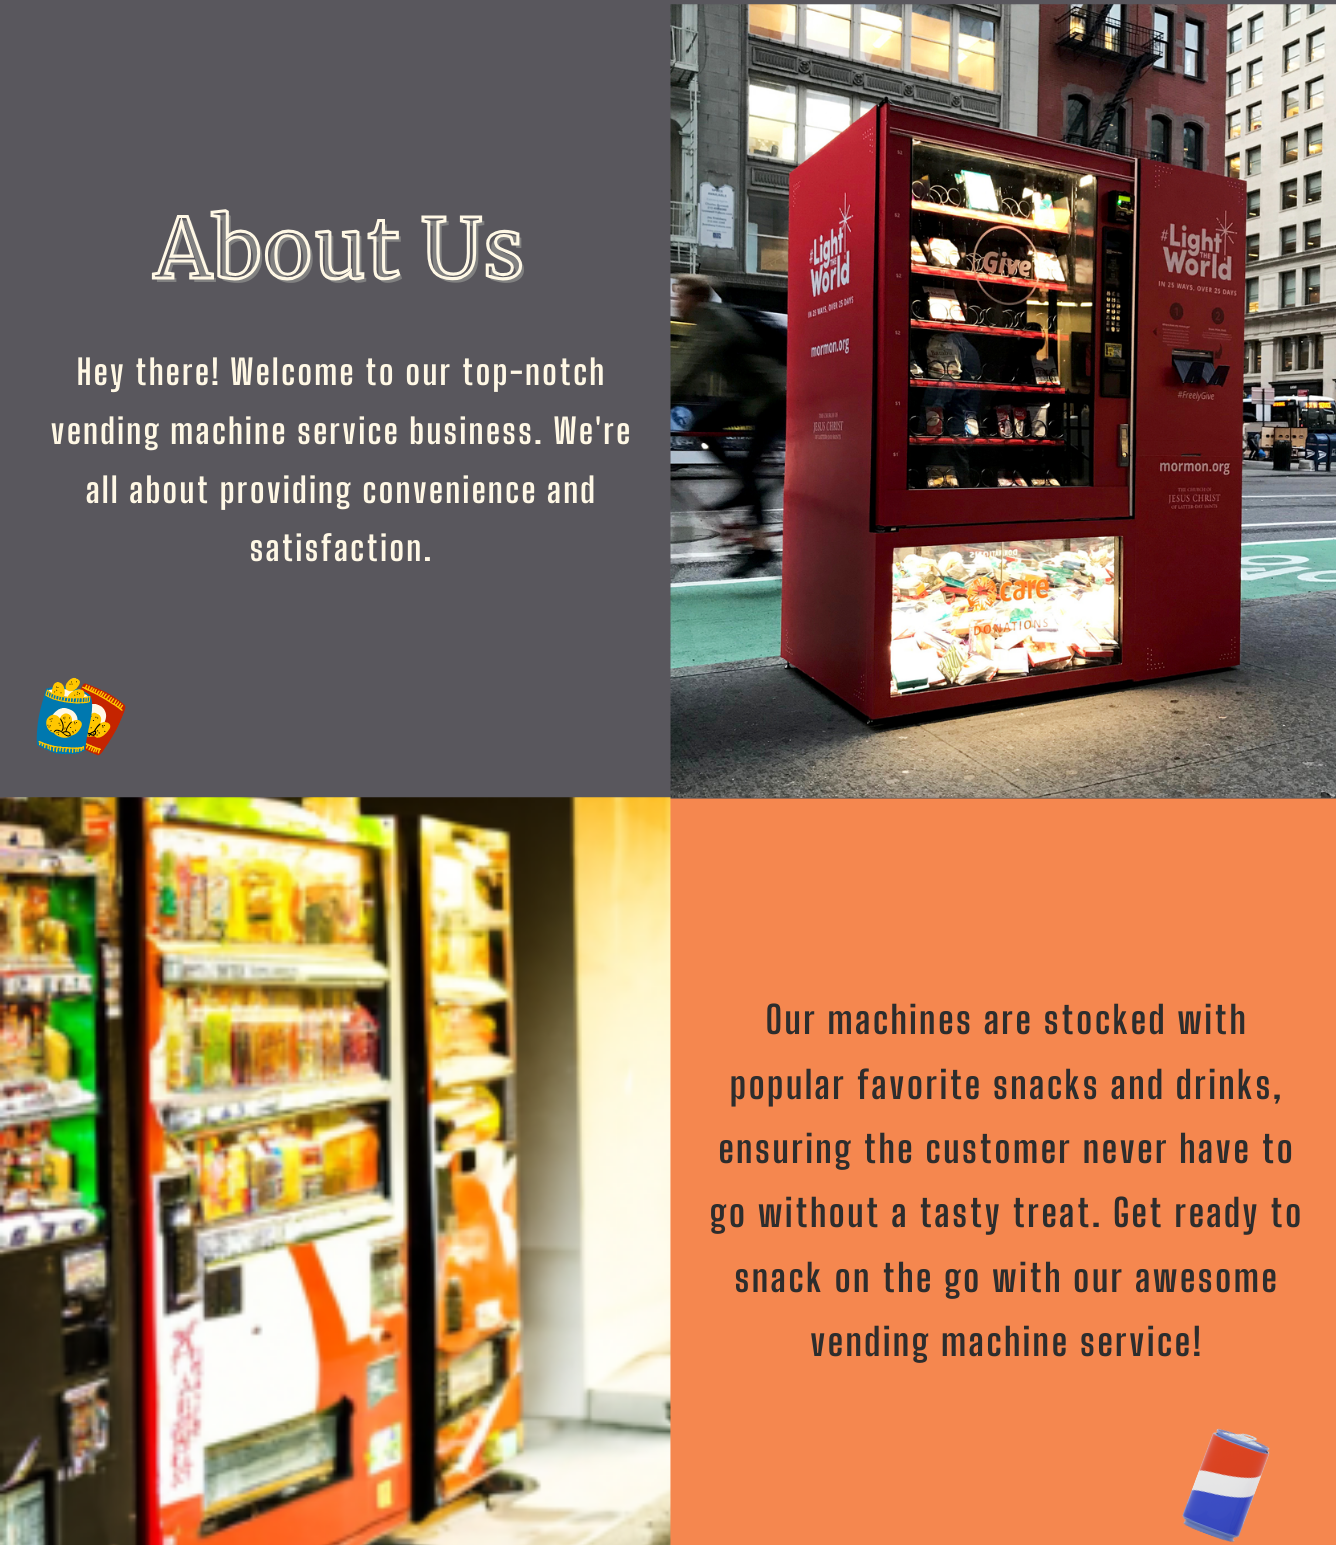 About Us
Hey there! Welcome to our top-notch
vending machine service business. We're
all about providing convenience and
satisfaction.
#Light
THE
World
IN 25 WAYS, OVER 25 DAYS
mormon.org
JESUS CHRIST
Give
#Light
THE
World
IN 25 WAYS, OVER 25 DAYS
#FreelyGive
mormon.org
THE CHURCH OF
JESUS CHRIST
OF LATTER-DAY SAINTS
care
DONATIONS
Our machines are stocked with
popular favorite snacks and drinks,
ensuring the customer never have to
go without a tasty treat. Get ready to
snack on the go with our awesome
vending machine service!